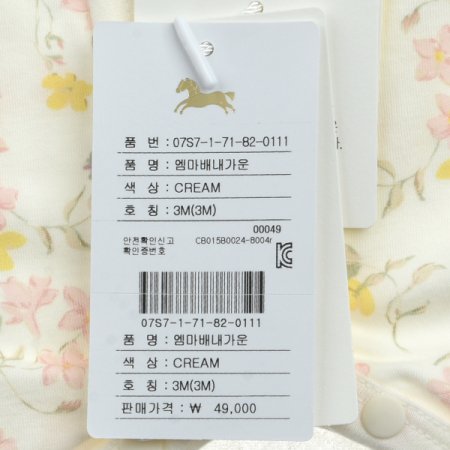 품 번 : 07S7-1-71-82-0111
품 명 : 엠마배내가운
색 상 : CREAM
호 칭 : 3M(3M)
00049
안전확인신고 CB015B0024-8004r
확인증번호
07S7-1-71-82-0111
품 명 : 엠마배내가운
색 상 : CREAM
호 칭 : 3M(3M)
판매가격 : ₩ 49,000